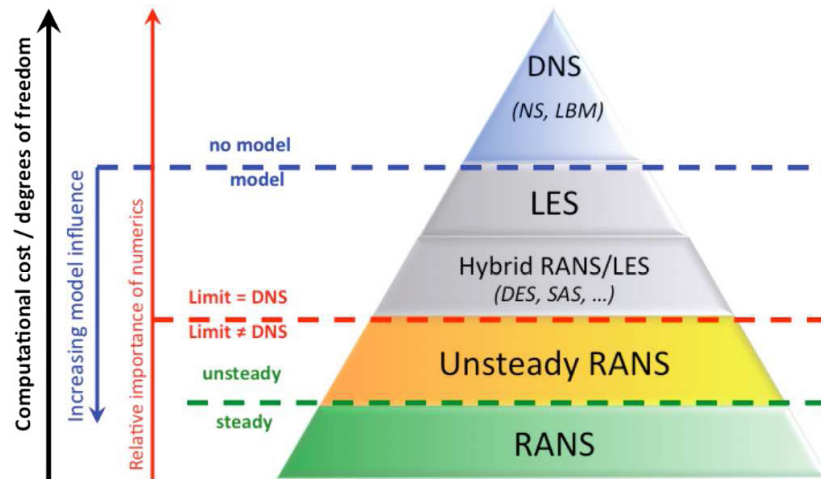 Computational cost / degrees of freedom
Increasing model influence
Relative importance of numerics
DNS
(NS, LBM)
no model
model
LES
Hybrid RANS/LES
(DES, SAS, ...)
Limit = DNS
Limit ≠ DNS
Unsteady RANS
unsteady
steady
RANS